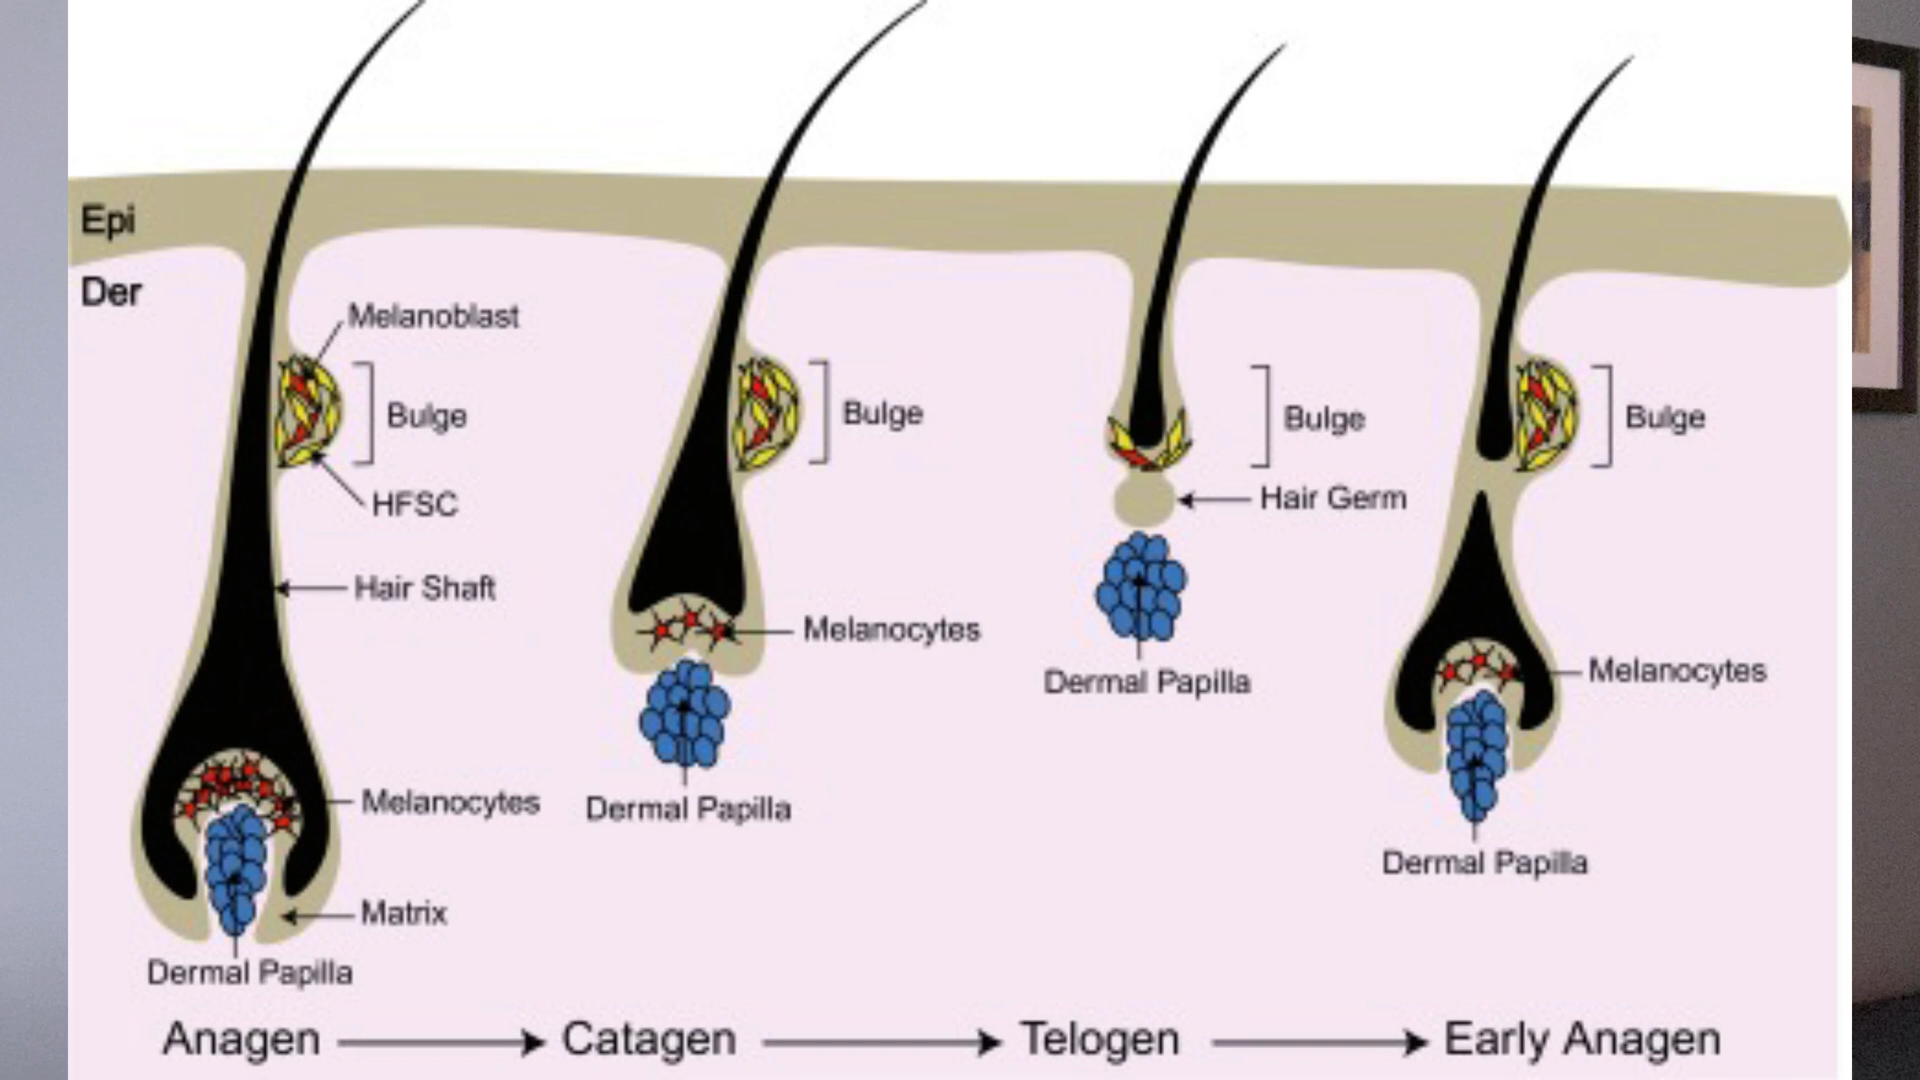 Epi
Der
Melanoblast
Bulge
HFSC
Hair Shaft
Melanocytes
Matrix
Dermal Papilla
Bulge
Melanocytes
Dermal Papilla
Bulge
Hair Germ
Dermal Papilla
Bulge
Melanocytes
Dermal Papilla
Anagen
Catagen
Telogen
Early Anagen